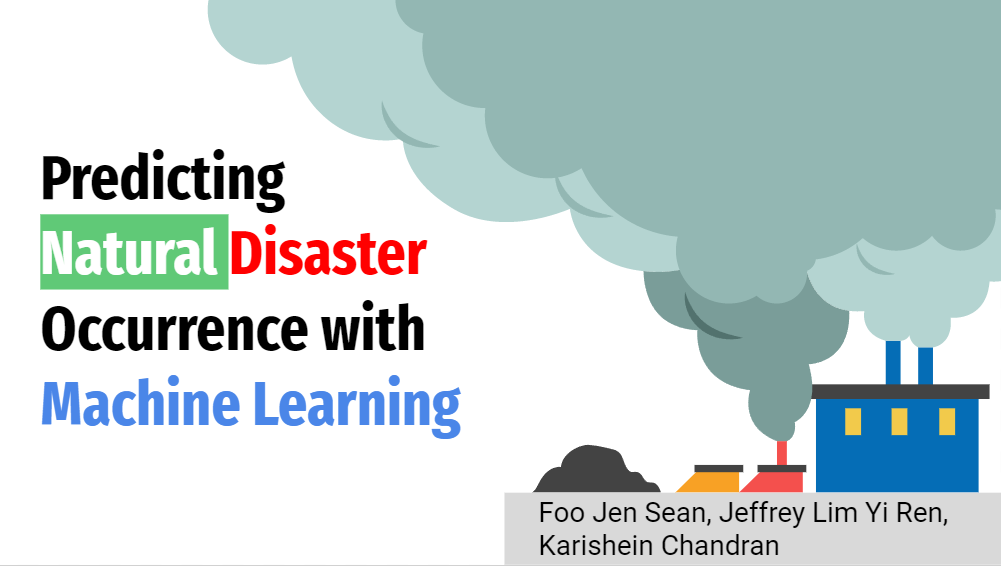 Predicting
Natural Disaster
Occurrence with
Machine Learning
Foo Jen Sean, Jeffrey Lim Yi Ren,
Karishein Chandran